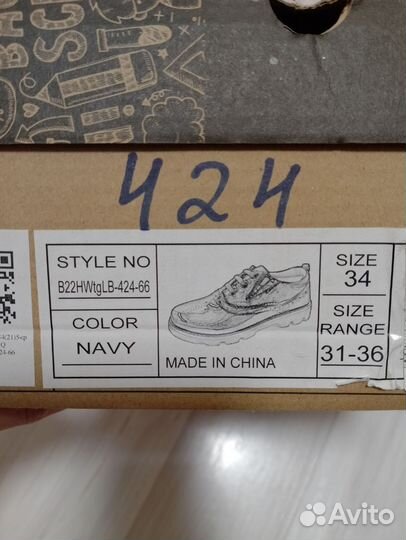 424
STYLE NO
B22HWtgLB-424-66
COLOR
NAVY
MADE IN CHINA
SIZE
34
SIZE
RANGE
31-36
Avito